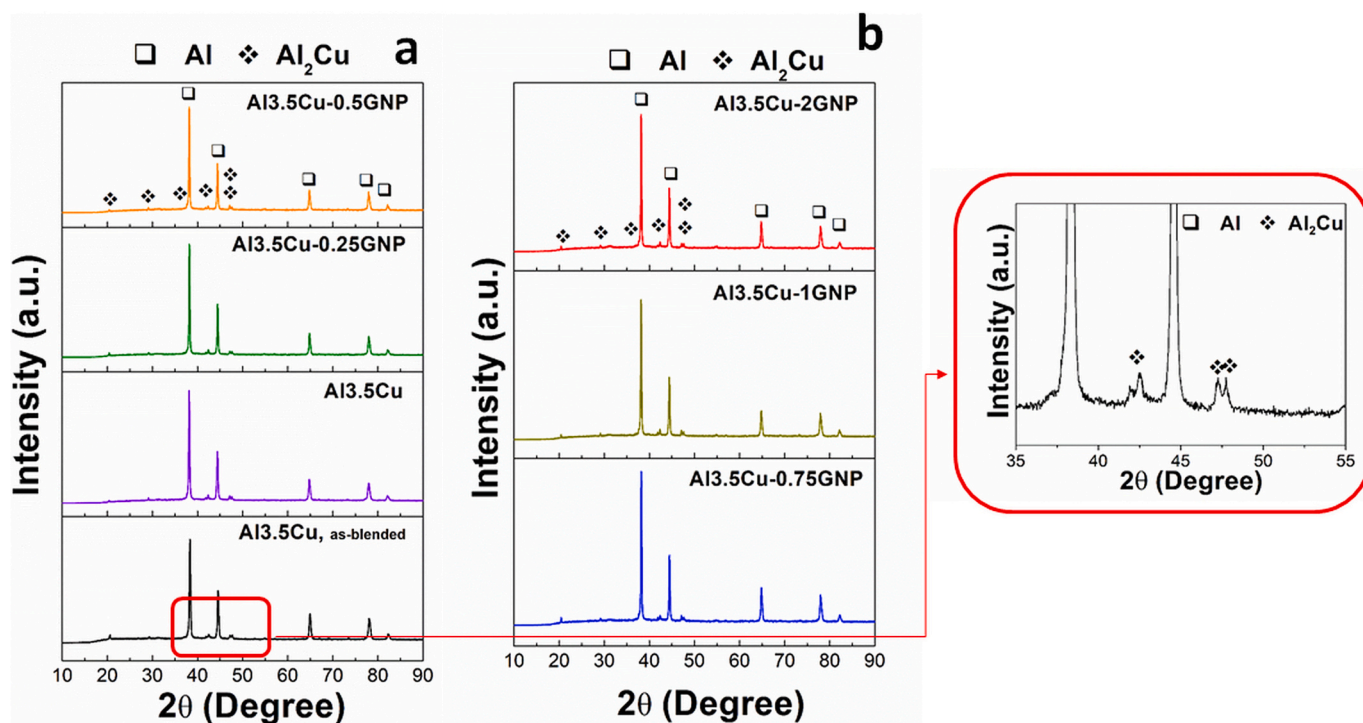 a
❑ Al ❖ Al₂Cu
Al3.5Cu-0.5GNP
Al3.5Cu-0.25GNP
Al3.5Cu
Al3.5Cu, as-blended
Intensity (a.u.)
10 20 30 40 50 60 70 80 90
2θ (Degree)
b
❑ Al ❖ Al₂Cu
Al3.5Cu-2GNP
Al3.5Cu-1GNP
Al3.5Cu-0.75GNP
Intensity (a.u.)
10 20 30 40 50 60 70 80 90
2θ (Degree)
❑ Al ❖ Al₂Cu
Intensity (a.u.)
35 40 45 50 55
2θ (Degree)